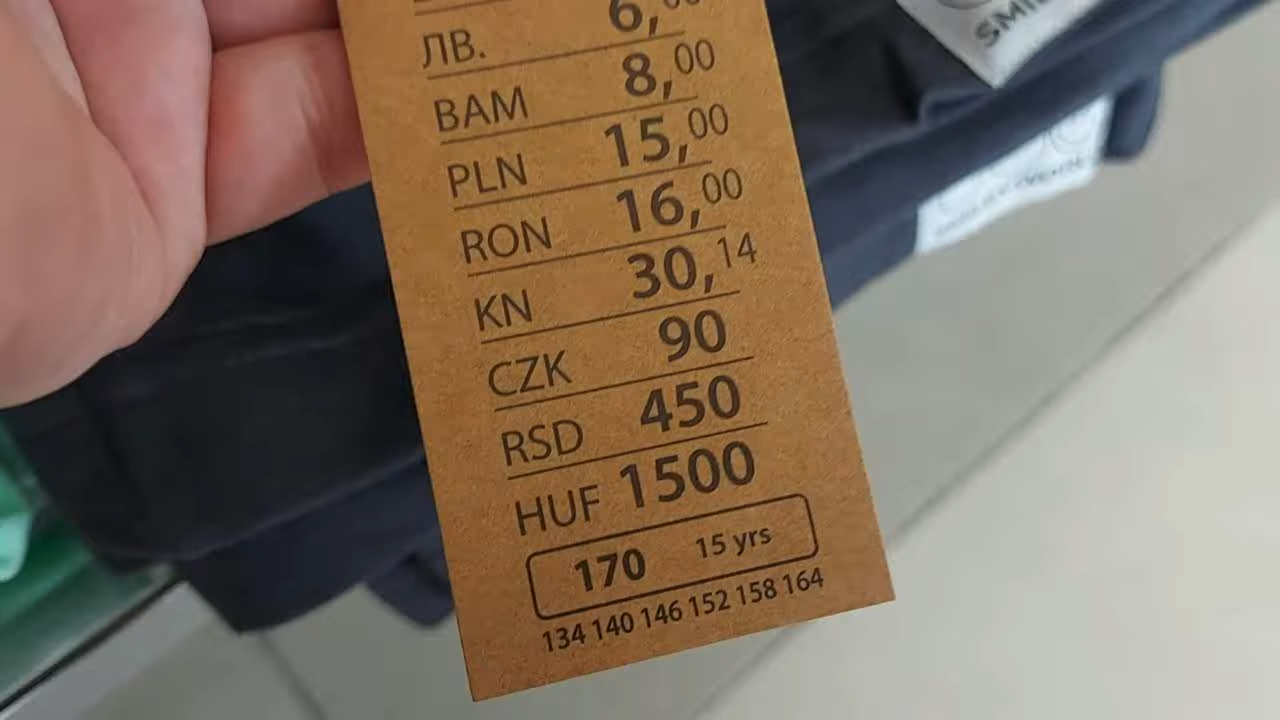 ЛВ. 6,00
BAM 8,00
PLN 15,00
RON 16,00
KN 30,14
CZK 90
RSD 450
HUF 1500
170 15 yrs
134 140 146 152 158 164